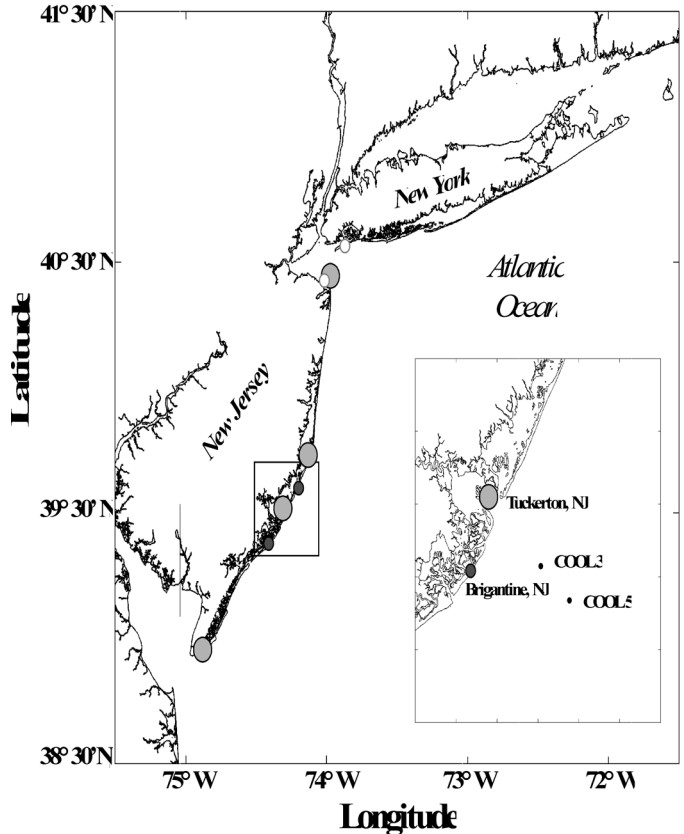 41°30'N
New York
40°30'N
Atlantic
Ocean
Latitude
New Jersey
39°30'N
Tuckerton, NJ
COOL3
Brigantine, NJ
COOL5
38°30'N
75°W
74°W
73°W
72°W
Longitude